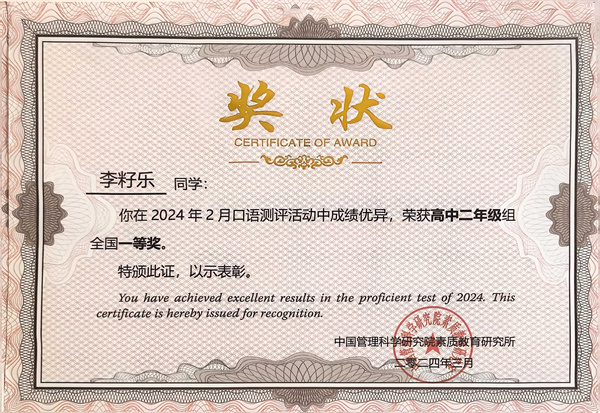 奖 状
CERTIFICATE OF AWARD
李籽乐 同学：
你在 2024 年 2 月口语测评活动中成绩优异，荣获高中二年级组
全国一等奖。
特颁此证，以示表彰。
You have achieved excellent results in the proficient test of 2024. This
certificate is hereby issued for recognition.
中国管理科学研究院素质教育研究所
二零二四年三月